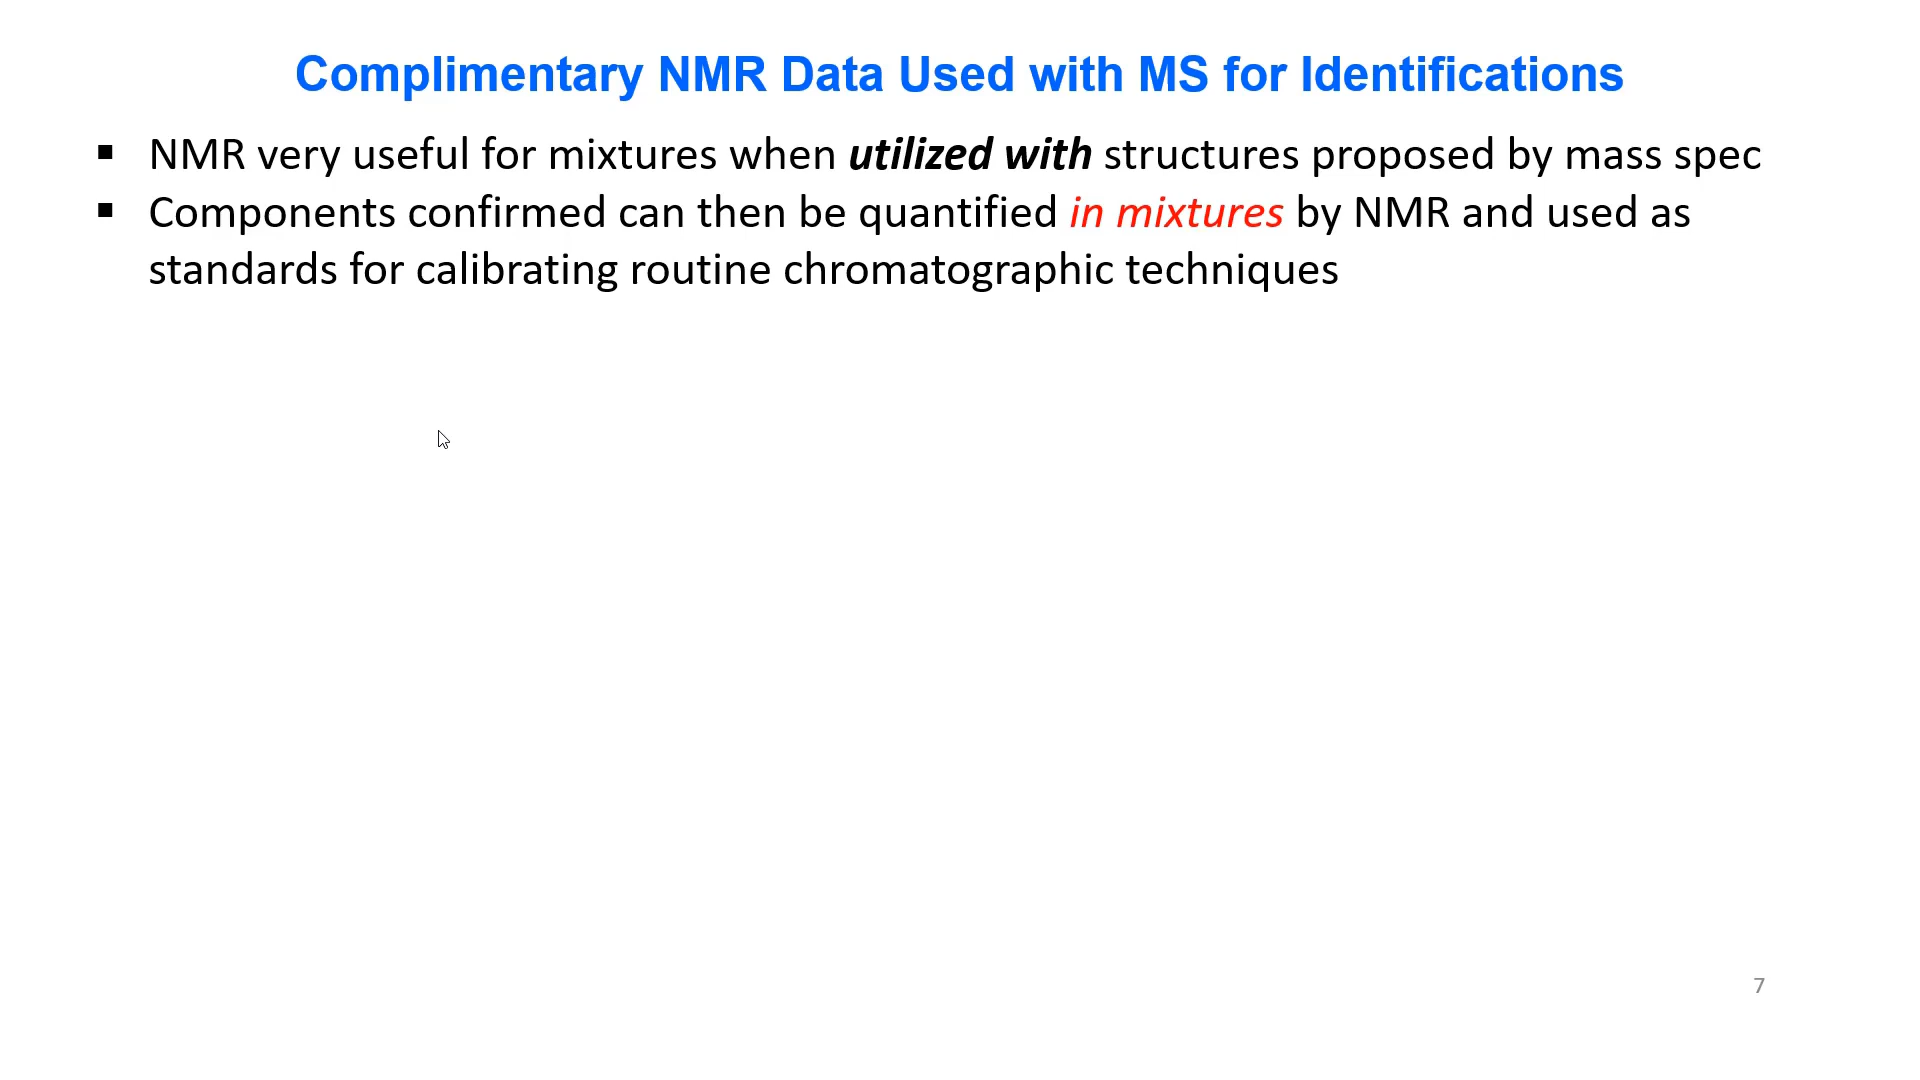 Complimentary NMR Data Used with MS for Identifications
▪ NMR very useful for mixtures when utilized with structures proposed by mass spec
▪ Components confirmed can then be quantified in mixtures by NMR and used as
standards for calibrating routine chromatographic techniques
7